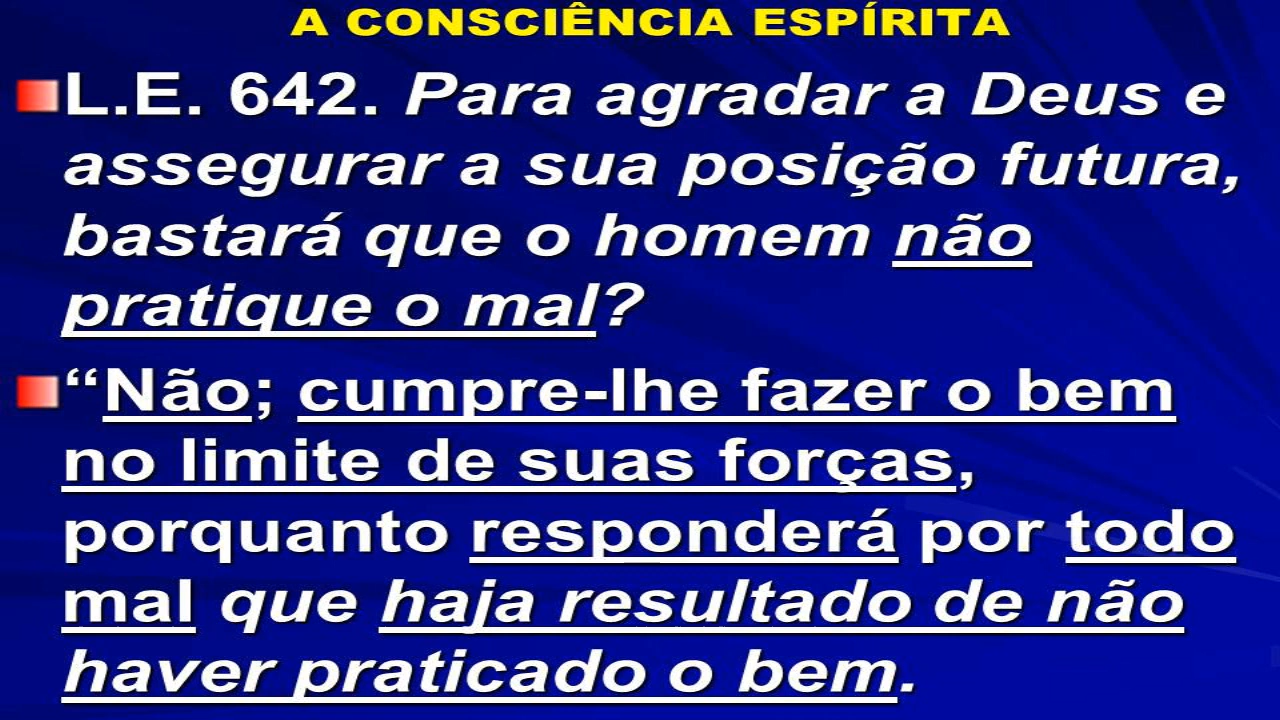 A CONSCIÊNCIA ESPÍRITA
L.E. 642. Para agradar a Deus e
assegurar a sua posição futura,
bastará que o homem não
pratique o mal?
“Não; cumpre-lhe fazer o bem
no limite de suas forças,
porquanto responderá por todo
mal que haja resultado de não
haver praticado o bem.